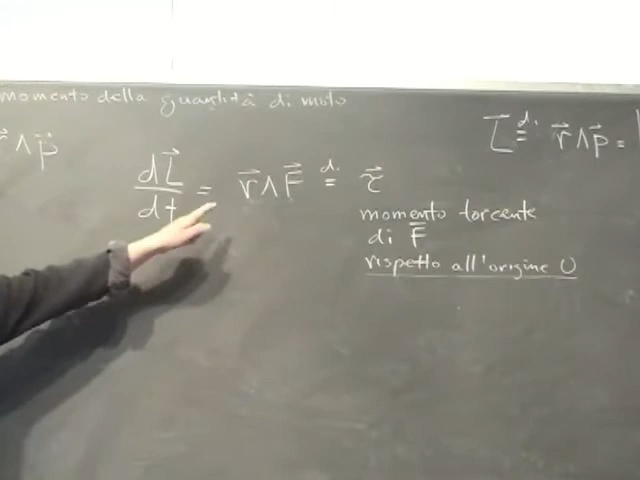 momento della quantità di moto
r⃗ ∧ p⃗
L⃗ =^{d.} r⃗ ∧ p⃗ =
dL⃗/dt = r⃗ ∧ F⃗ =^{d.} τ⃗
momento torcente
di F⃗
rispetto all'origine O